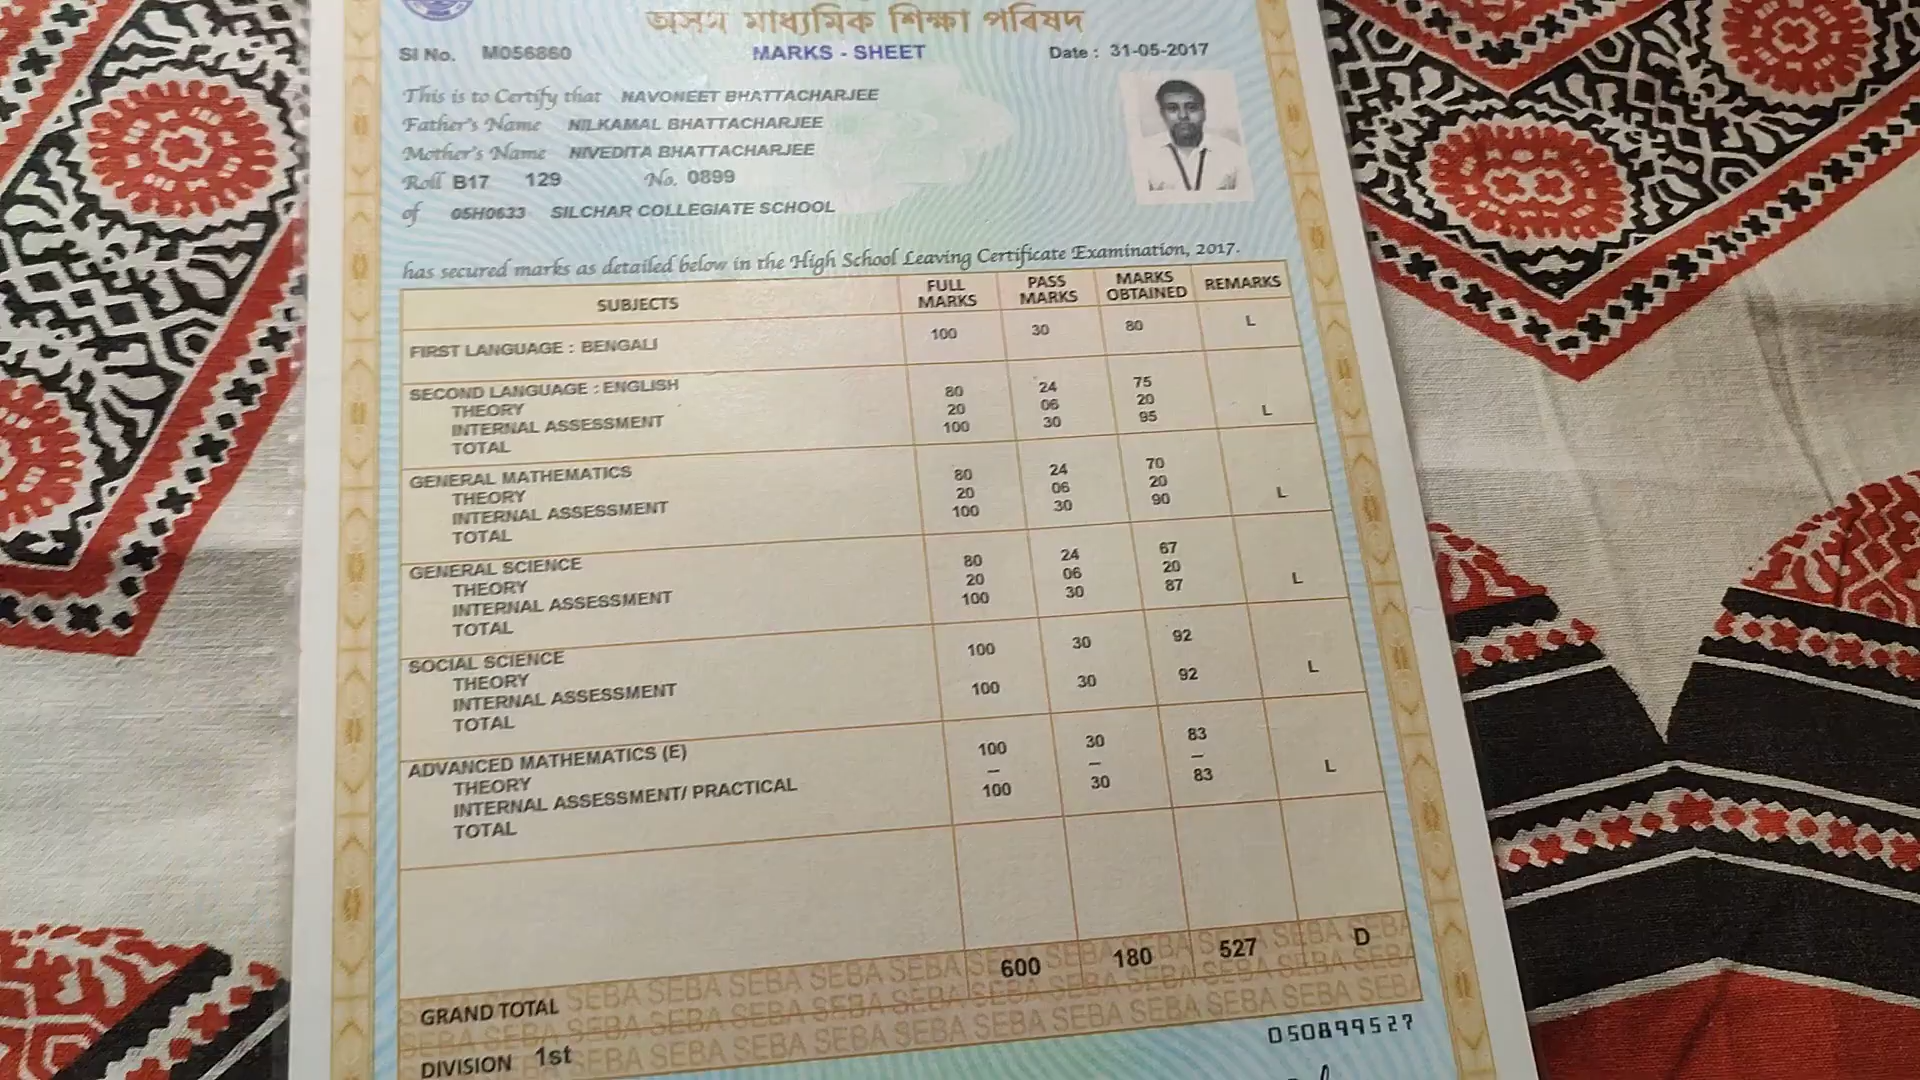 অসম মাধ্যমিক শিক্ষা পৰিষদ
Sl No. M056860 MARKS - SHEET Date : 31-05-2017
This is to Certify that NAVONEET BHATTACHARJEE
Father's Name NILKAMAL BHATTACHARJEE
Mother's Name NIVEDITA BHATTACHARJEE
Roll B17 129 No. 0899
of 05H0633 SILCHAR COLLEGIATE SCHOOL
has secured marks as detailed below in the High School Leaving Certificate Examination, 2017.
SUBJECTS FULL MARKS PASS MARKS MARKS OBTAINED REMARKS
FIRST LANGUAGE : BENGALI 100 30 80 L
SECOND LANGUAGE : ENGLISH
THEORY 80 24 75
INTERNAL ASSESSMENT 20 06 20
TOTAL 100 30 95 L
GENERAL MATHEMATICS
THEORY 80 24 70
INTERNAL ASSESSMENT 20 06 20
TOTAL 100 30 90 L
GENERAL SCIENCE
THEORY 80 24 67
INTERNAL ASSESSMENT 20 06 20
TOTAL 100 30 87 L
SOCIAL SCIENCE
THEORY 100 30 92
INTERNAL ASSESSMENT
TOTAL 100 30 92 L
ADVANCED MATHEMATICS (E)
THEORY 100 30 83
INTERNAL ASSESSMENT/ PRACTICAL – – –
TOTAL 100 30 83 L
GRAND TOTAL 600 180 527 D
DIVISION 1st
050899527